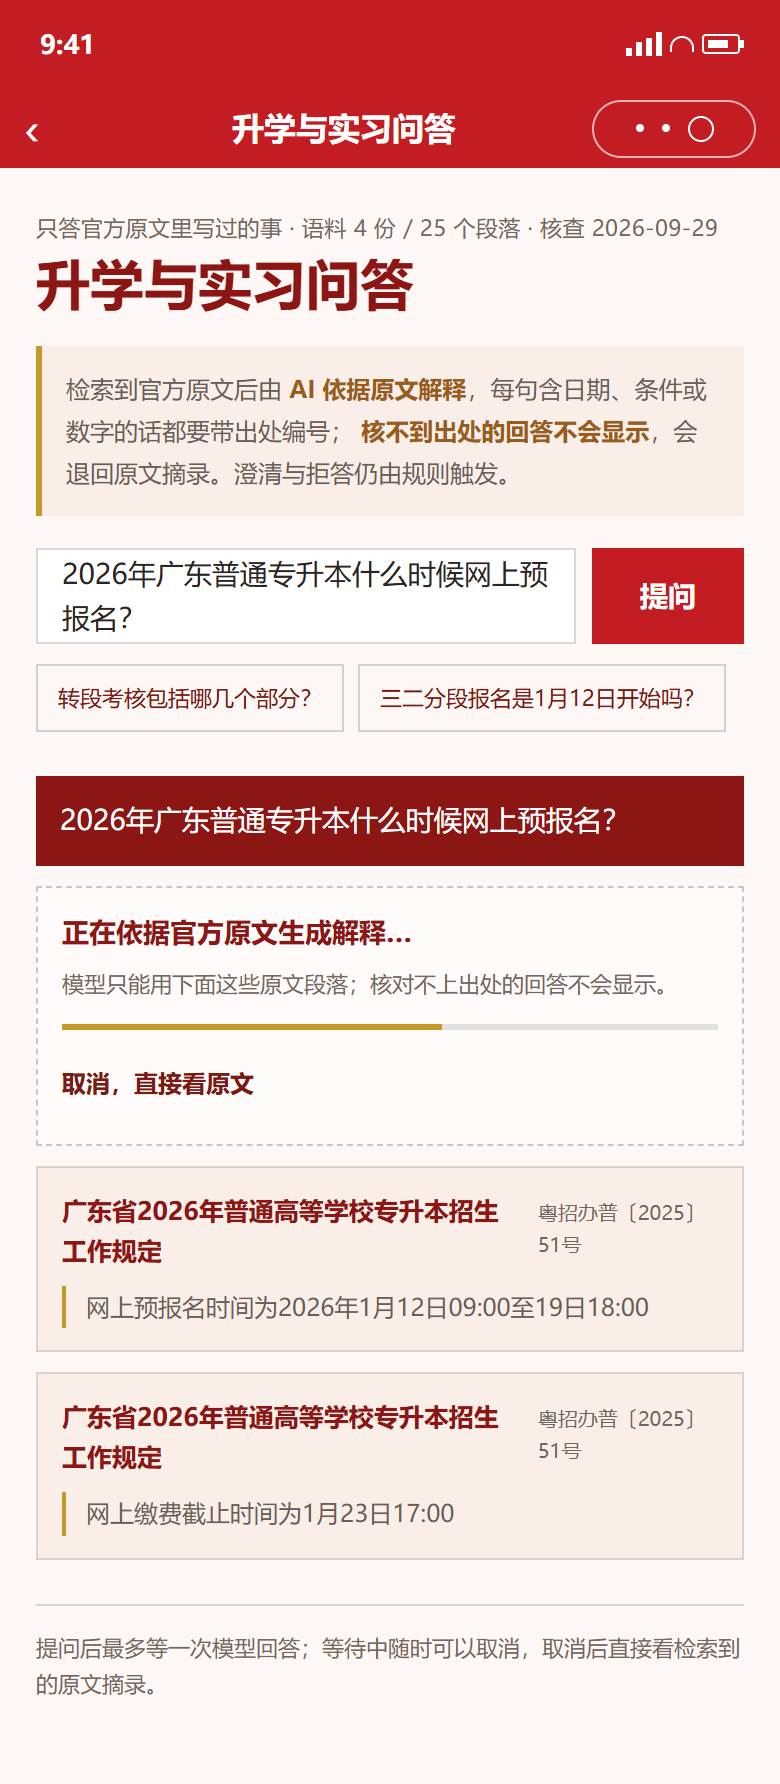 9:41
升学与实习问答
只答官方原文里写过的事 · 语料 4 份 / 25 个段落 · 核查 2026-09-29
升学与实习问答
检索到官方原文后由 AI 依据原文解释，每句含日期、条件或
数字的话都要带出处编号； 核不到出处的回答不会显示，会
退回原文摘录。澄清与拒答仍由规则触发。
2026年广东普通专升本什么时候网上预
报名？
提问
转段考核包括哪几个部分？
三二分段报名是1月12日开始吗？
2026年广东普通专升本什么时候网上预报名？
正在依据官方原文生成解释…
模型只能用下面这些原文段落；核对不上出处的回答不会显示。
取消，直接看原文
广东省2026年普通高等学校专升本招生
工作规定
粤招办普〔2025〕
51号
网上预报名时间为2026年1月12日09:00至19日18:00
广东省2026年普通高等学校专升本招生
工作规定
粤招办普〔2025〕
51号
网上缴费截止时间为1月23日17:00
提问后最多等一次模型回答；等待中随时可以取消，取消后直接看检索到
的原文摘录。